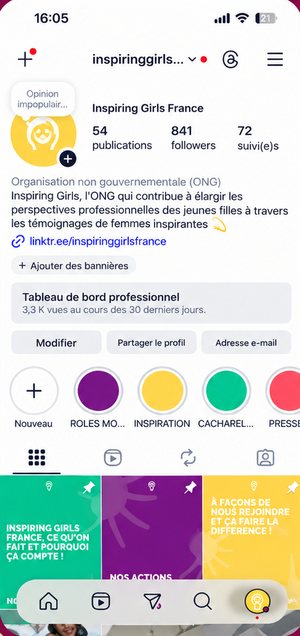 16:05
21
inspiringgirls...
Opinion
impopulair...
Inspiring Girls France
54
841
72
publications
followers
suivi(e)s
Organisation non gouvernementale (ONG)
Inspiring Girls, l'ONG qui contribue à élargir les
perspectives professionnelles des jeunes filles à travers
les témoignages de femmes inspirantes
linktr.ee/inspiringgirlsfrance
+ Ajouter des bannières
Tableau de bord professionnel
3,3 K vues au cours des 30 derniers jours.
Modifier
Partager le profil
Adresse e-mail
Nouveau
ROLES MO...
INSPIRATION
CACHAREL...
PRESSE
INSPIRING GIRLS
FRANCE, CE QU'ON
FAIT ET POURQUOI
ÇA COMPTE !
NOS ACTIONS
À FAÇONS DE
NOUS REJOINDRE
ET ÇA FAIRE LA
DIFFÉRENCE !